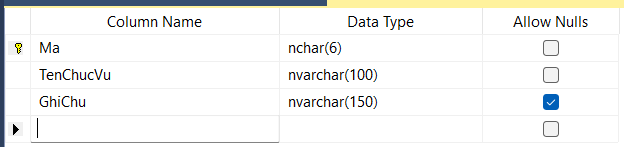 Column Name Data Type Allow Nulls
Ma nchar(6)
TenChucVu nvarchar(100)
GhiChu nvarchar(150)